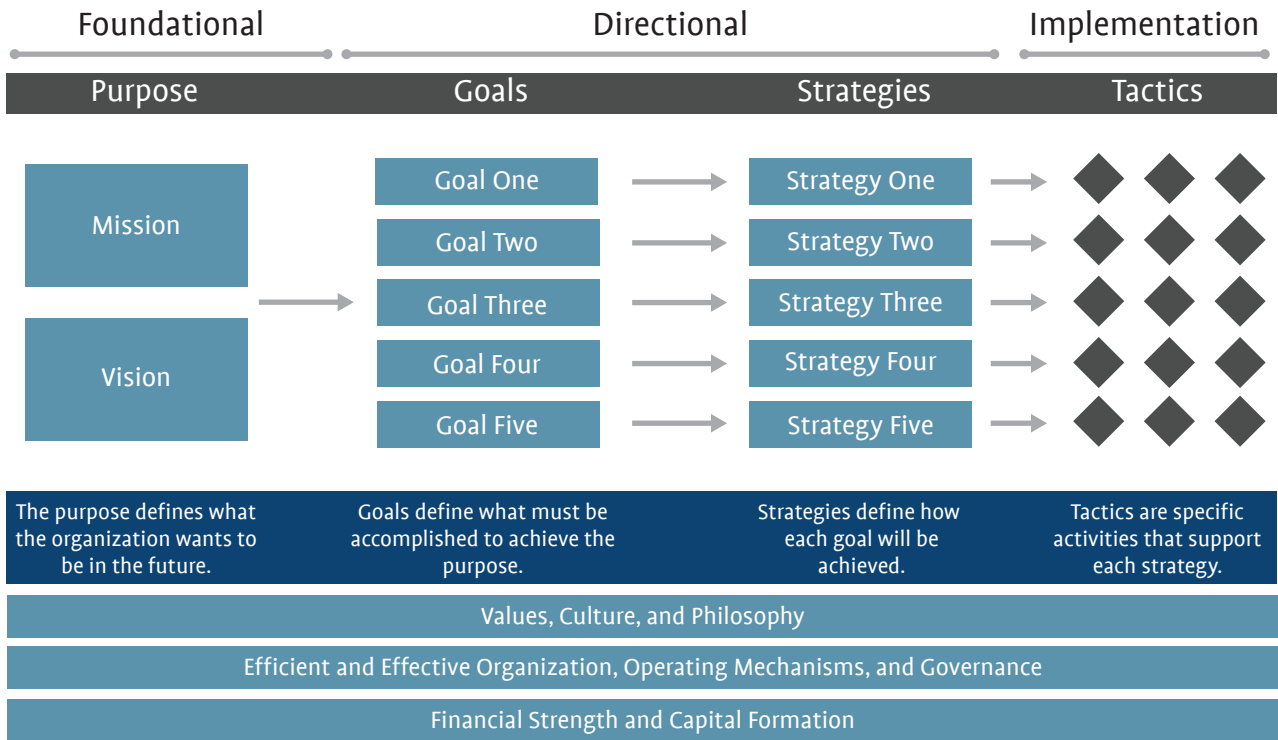 Foundational
Directional
Implementation
Purpose
Goals
Strategies
Tactics
Mission
Vision
Goal One
Strategy One
Goal Two
Strategy Two
Goal Three
Strategy Three
Goal Four
Strategy Four
Goal Five
Strategy Five
The purpose defines what
the organization wants to
be in the future.
Goals define what must be
accomplished to achieve the
purpose.
Strategies define how
each goal will be
achieved.
Tactics are specific
activities that support
each strategy.
Values, Culture, and Philosophy
Efficient and Effective Organization, Operating Mechanisms, and Governance
Financial Strength and Capital Formation